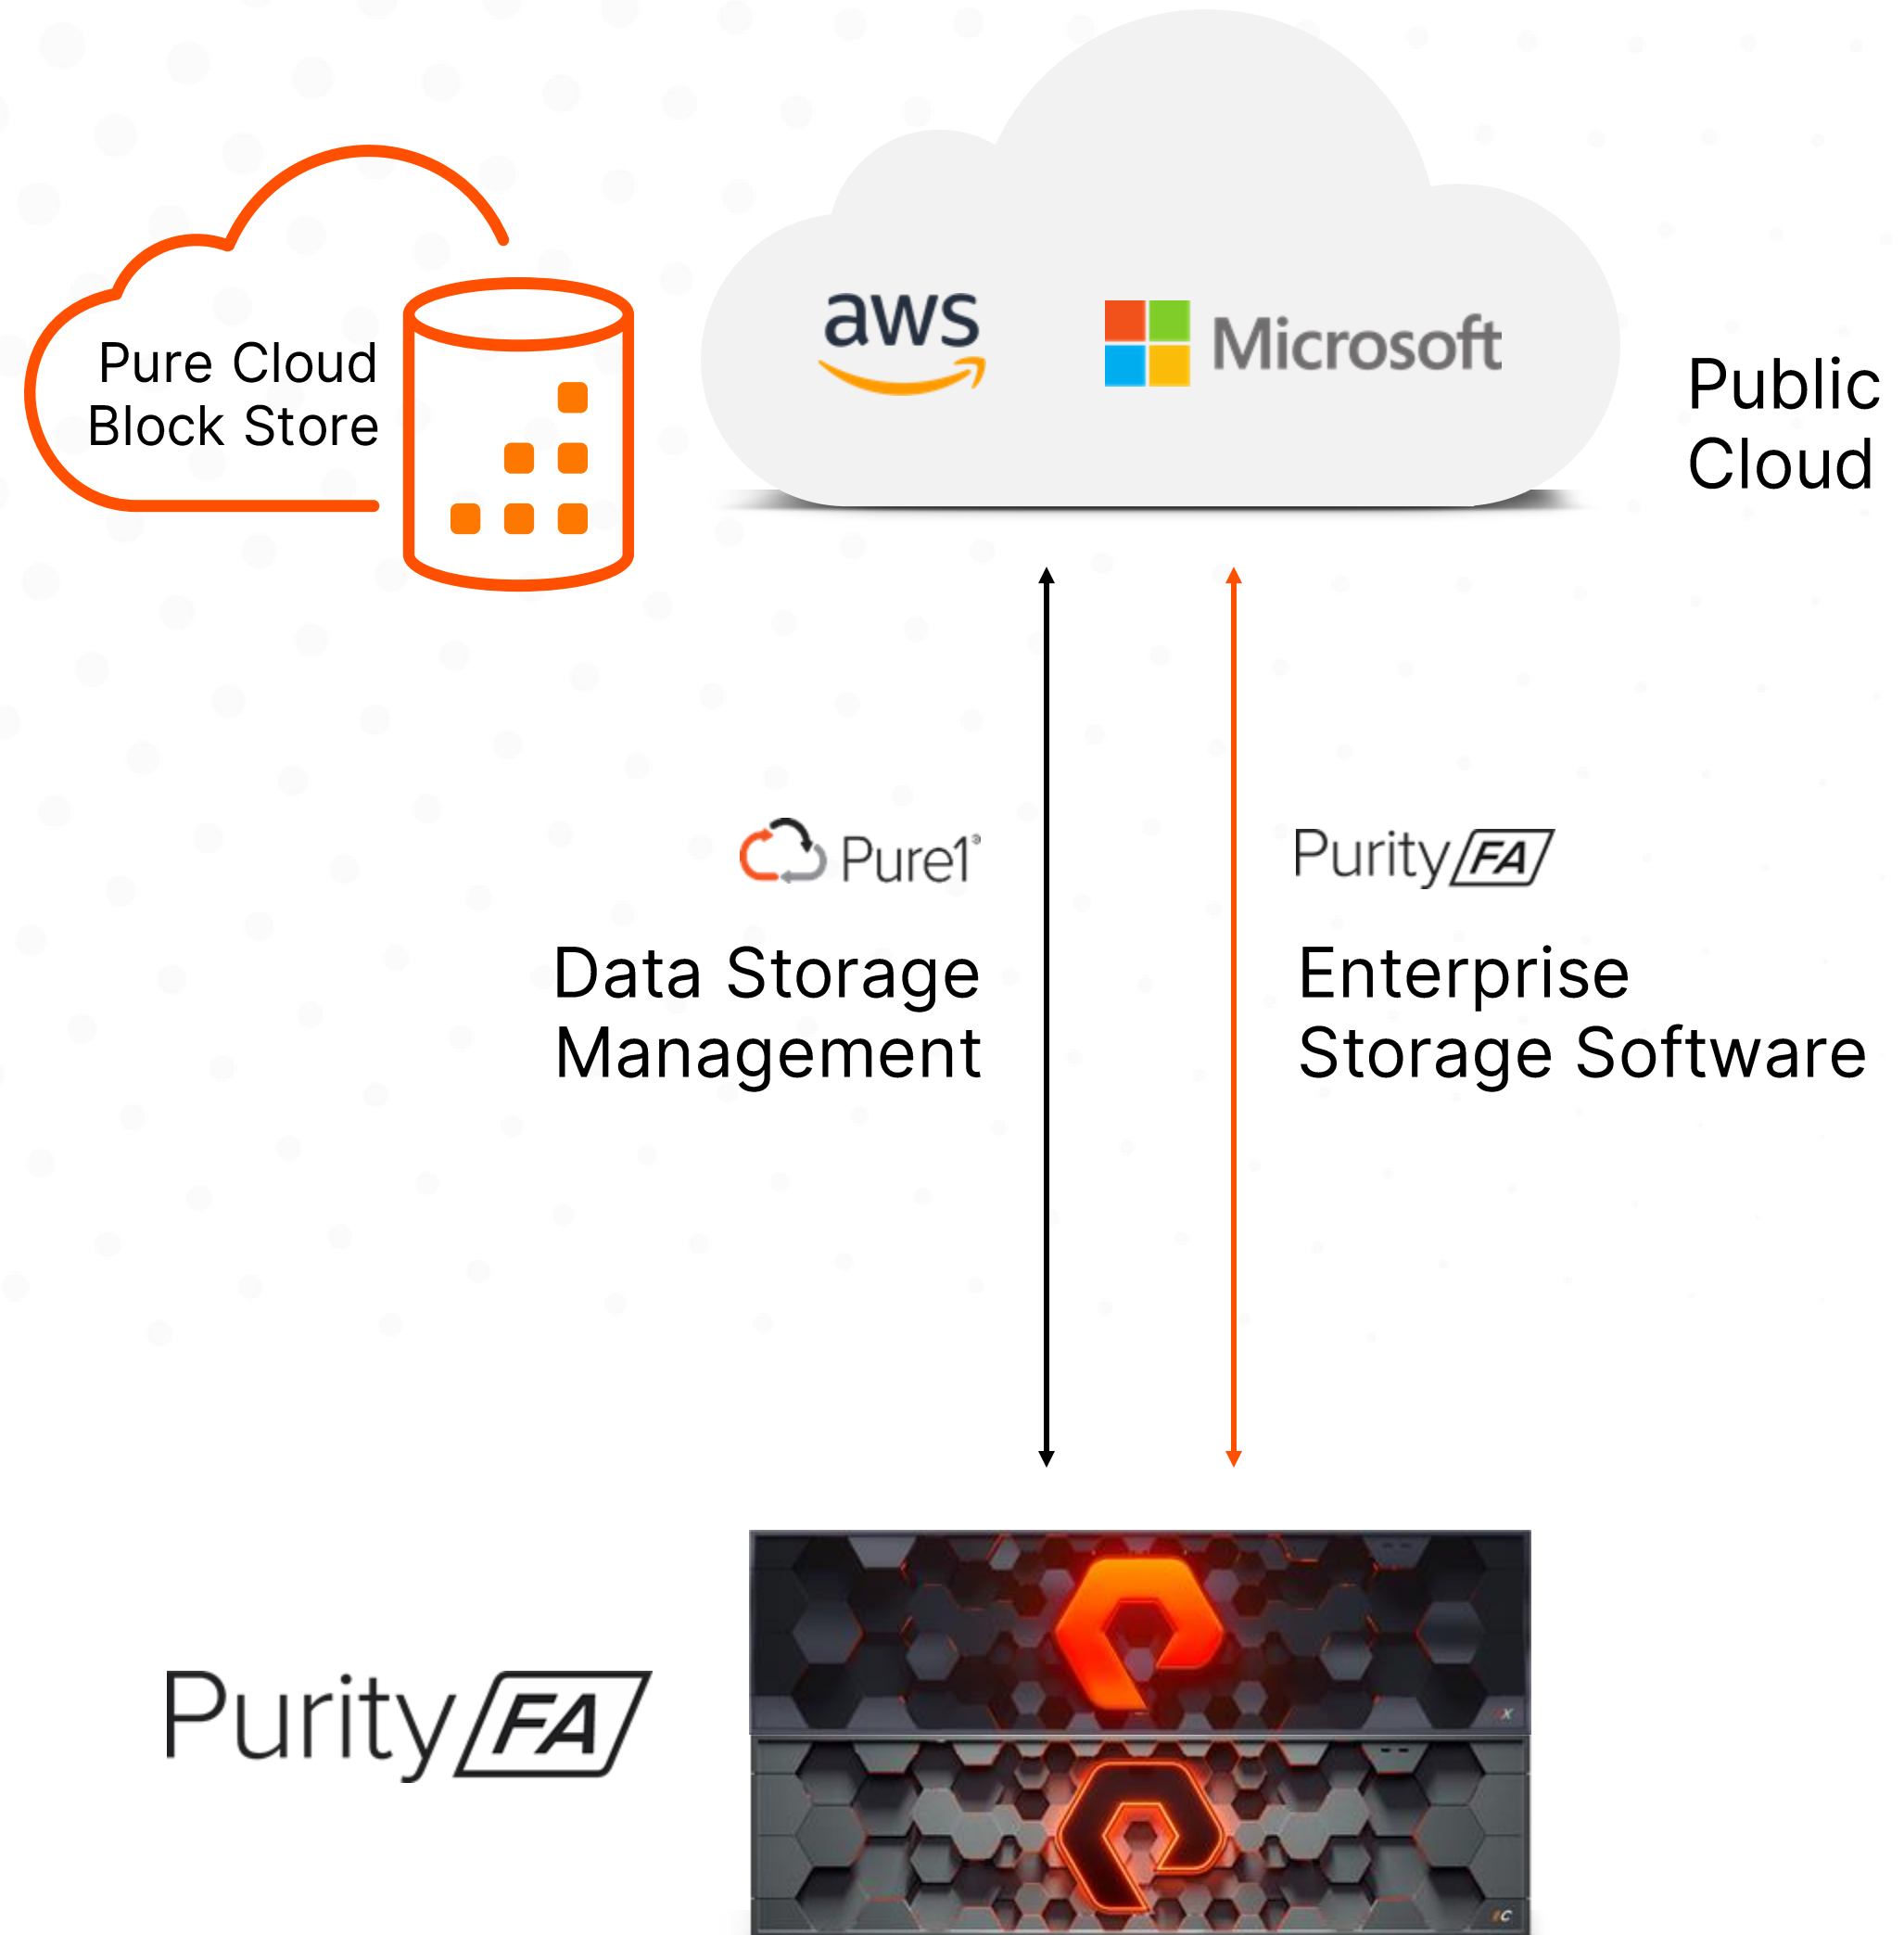 Pure Cloud
Block Store
aws
Microsoft
Public
Cloud
Pure1®
Data Storage
Management
Purity/FA
Enterprise
Storage Software
Purity/FA
//X
//C